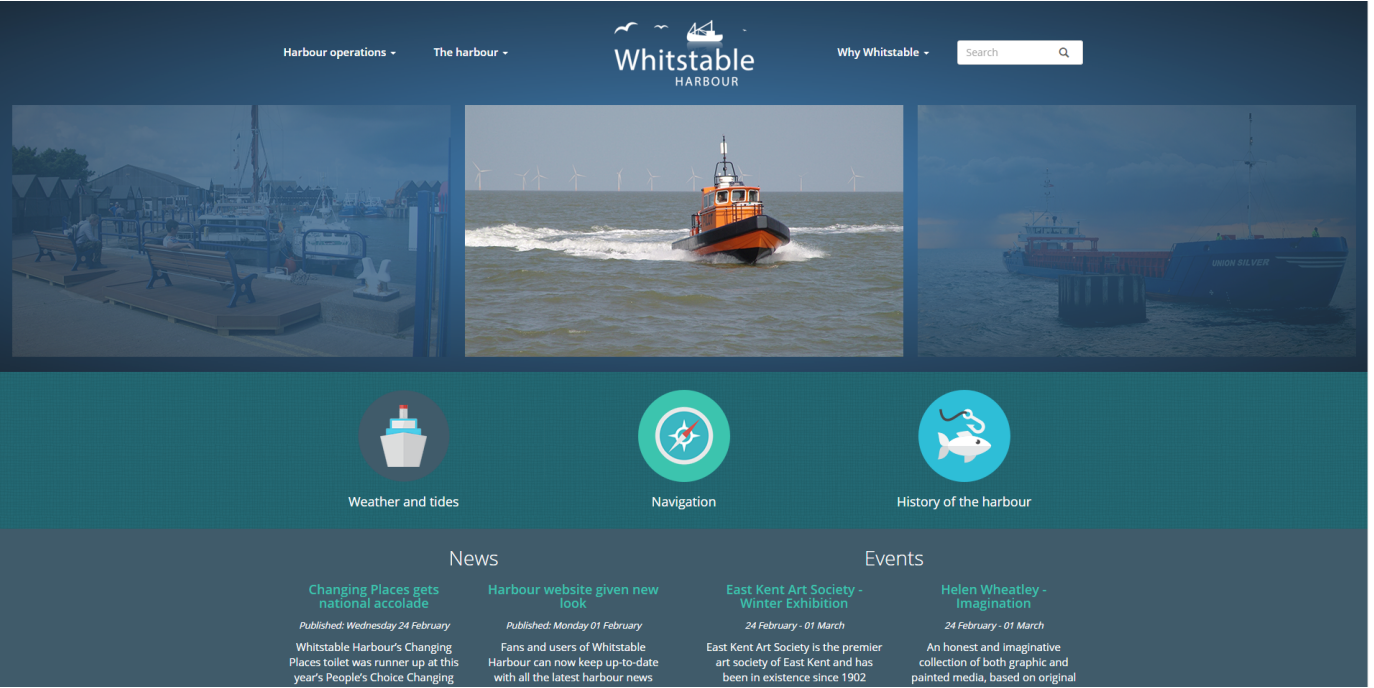 Harbour operations
The harbour
Whitstable
HARBOUR
Why Whitstable
Search
UNION SILVER
Weather and tides
Navigation
History of the harbour
News
Events
Changing Places gets
national accolade
Published: Wednesday 24 February
Whitstable Harbour's Changing
Places toilet was runner up at this
year's People's Choice Changing
Harbour website given new
look
Published: Monday 01 February
Fans and users of Whitstable
Harbour can now keep up-to-date
with all the latest harbour news
East Kent Art Society -
Winter Exhibition
24 February - 01 March
East Kent Art Society is the premier
art society of East Kent and has
been in existence since 1902
Helen Wheatley -
Imagination
24 February - 01 March
An honest and imaginative
collection of both graphic and
painted media, based on original